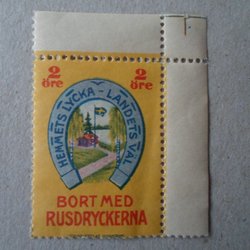 2 2
öre öre
HEMMETS LYCKA - LANDETS VÄL
BORT MED
RUSDRYCKERNA